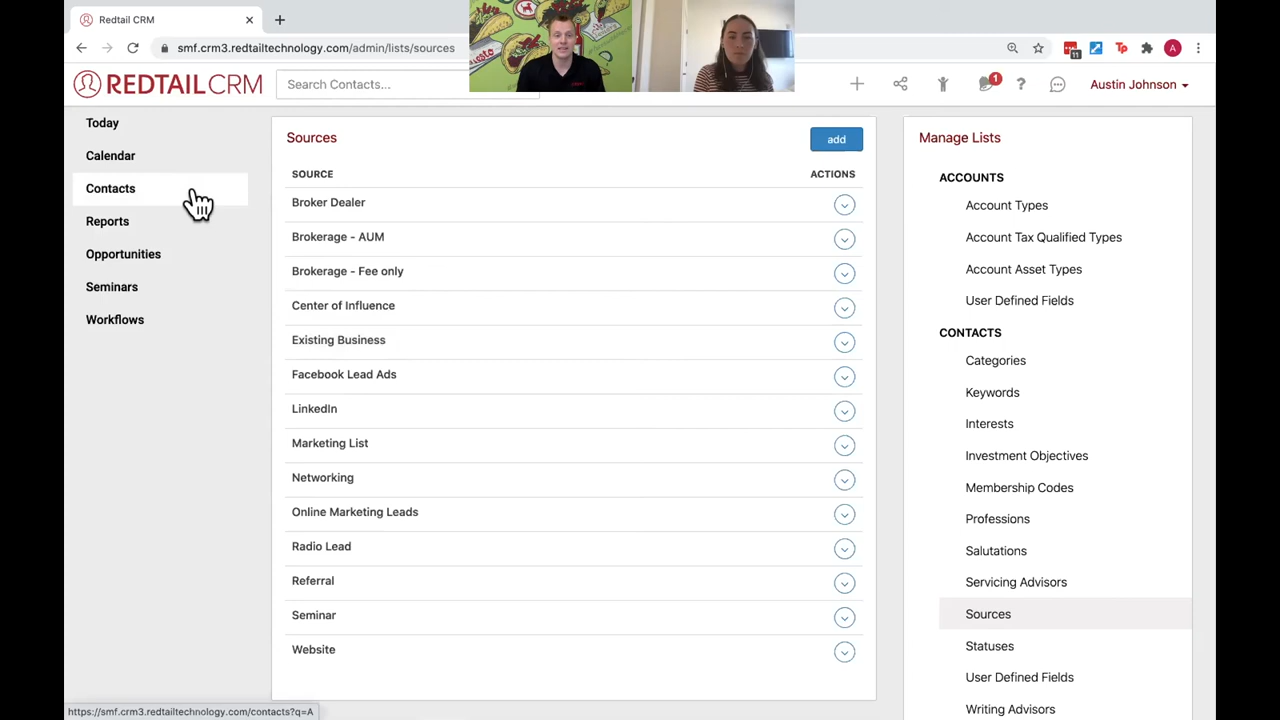 Redtail CRM
smf.crm3.redtailtechnology.com/admin/lists/sources
11
A
REDTAILCRM
Search Contacts...
1
Austin Johnson
Today
Calendar
Contacts
Reports
Opportunities
Seminars
Workflows
Sources
add
SOURCE
ACTIONS
Broker Dealer
Brokerage - AUM
Brokerage - Fee only
Center of Influence
Existing Business
Facebook Lead Ads
LinkedIn
Marketing List
Networking
Online Marketing Leads
Radio Lead
Referral
Seminar
Website
Manage Lists
ACCOUNTS
Account Types
Account Tax Qualified Types
Account Asset Types
User Defined Fields
CONTACTS
Categories
Keywords
Interests
Investment Objectives
Membership Codes
Professions
Salutations
Servicing Advisors
Sources
Statuses
User Defined Fields
Writing Advisors
https://smf.crm3.redtailtechnology.com/contacts?q=A